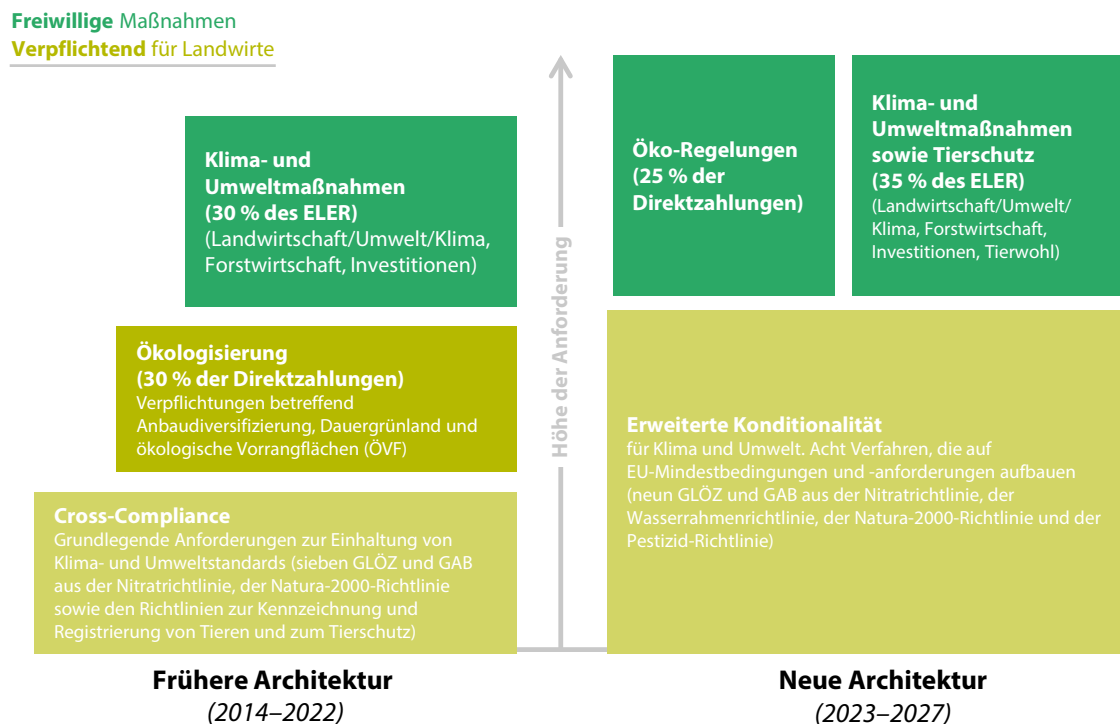 Freiwillige Maßnahmen
Verpflichtend für Landwirte
Klima- und
Umweltmaßnahmen
(30 % des ELER)
(Landwirtschaft/Umwelt/Klima,
Forstwirtschaft, Investitionen)
Ökologisierung
(30 % der Direktzahlungen)
Verpflichtungen betreffend
Anbaudiversifizierung, Dauergrünland und
ökologische Vorrangflächen (ÖVF)
Cross-Compliance
Grundlegende Anforderungen zur Einhaltung von
Klima- und Umweltstandards (sieben GLÖZ und GAB
aus der Nitratrichtlinie, der Natura-2000-Richtlinie
sowie den Richtlinien zur Kennzeichnung und
Registrierung von Tieren und zum Tierschutz)
Frühere Architektur
(2014–2022)
Höhe der Anforderung
Öko-Regelungen
(25 % der
Direktzahlungen)
Klima- und
Umweltmaßnahmen
sowie Tierschutz
(35 % des ELER)
(Landwirtschaft/Umwelt/
Klima, Forstwirtschaft,
Investitionen, Tierwohl)
Erweiterte Konditionalität
für Klima und Umwelt. Acht Verfahren, die auf
EU-Mindestbedingungen und -anforderungen aufbauen
(neun GLÖZ und GAB aus der Nitratrichtlinie, der
Wasserrahmenrichtlinie, der Natura-2000-Richtlinie und der
Pestizid-Richtlinie)
Neue Architektur
(2023–2027)